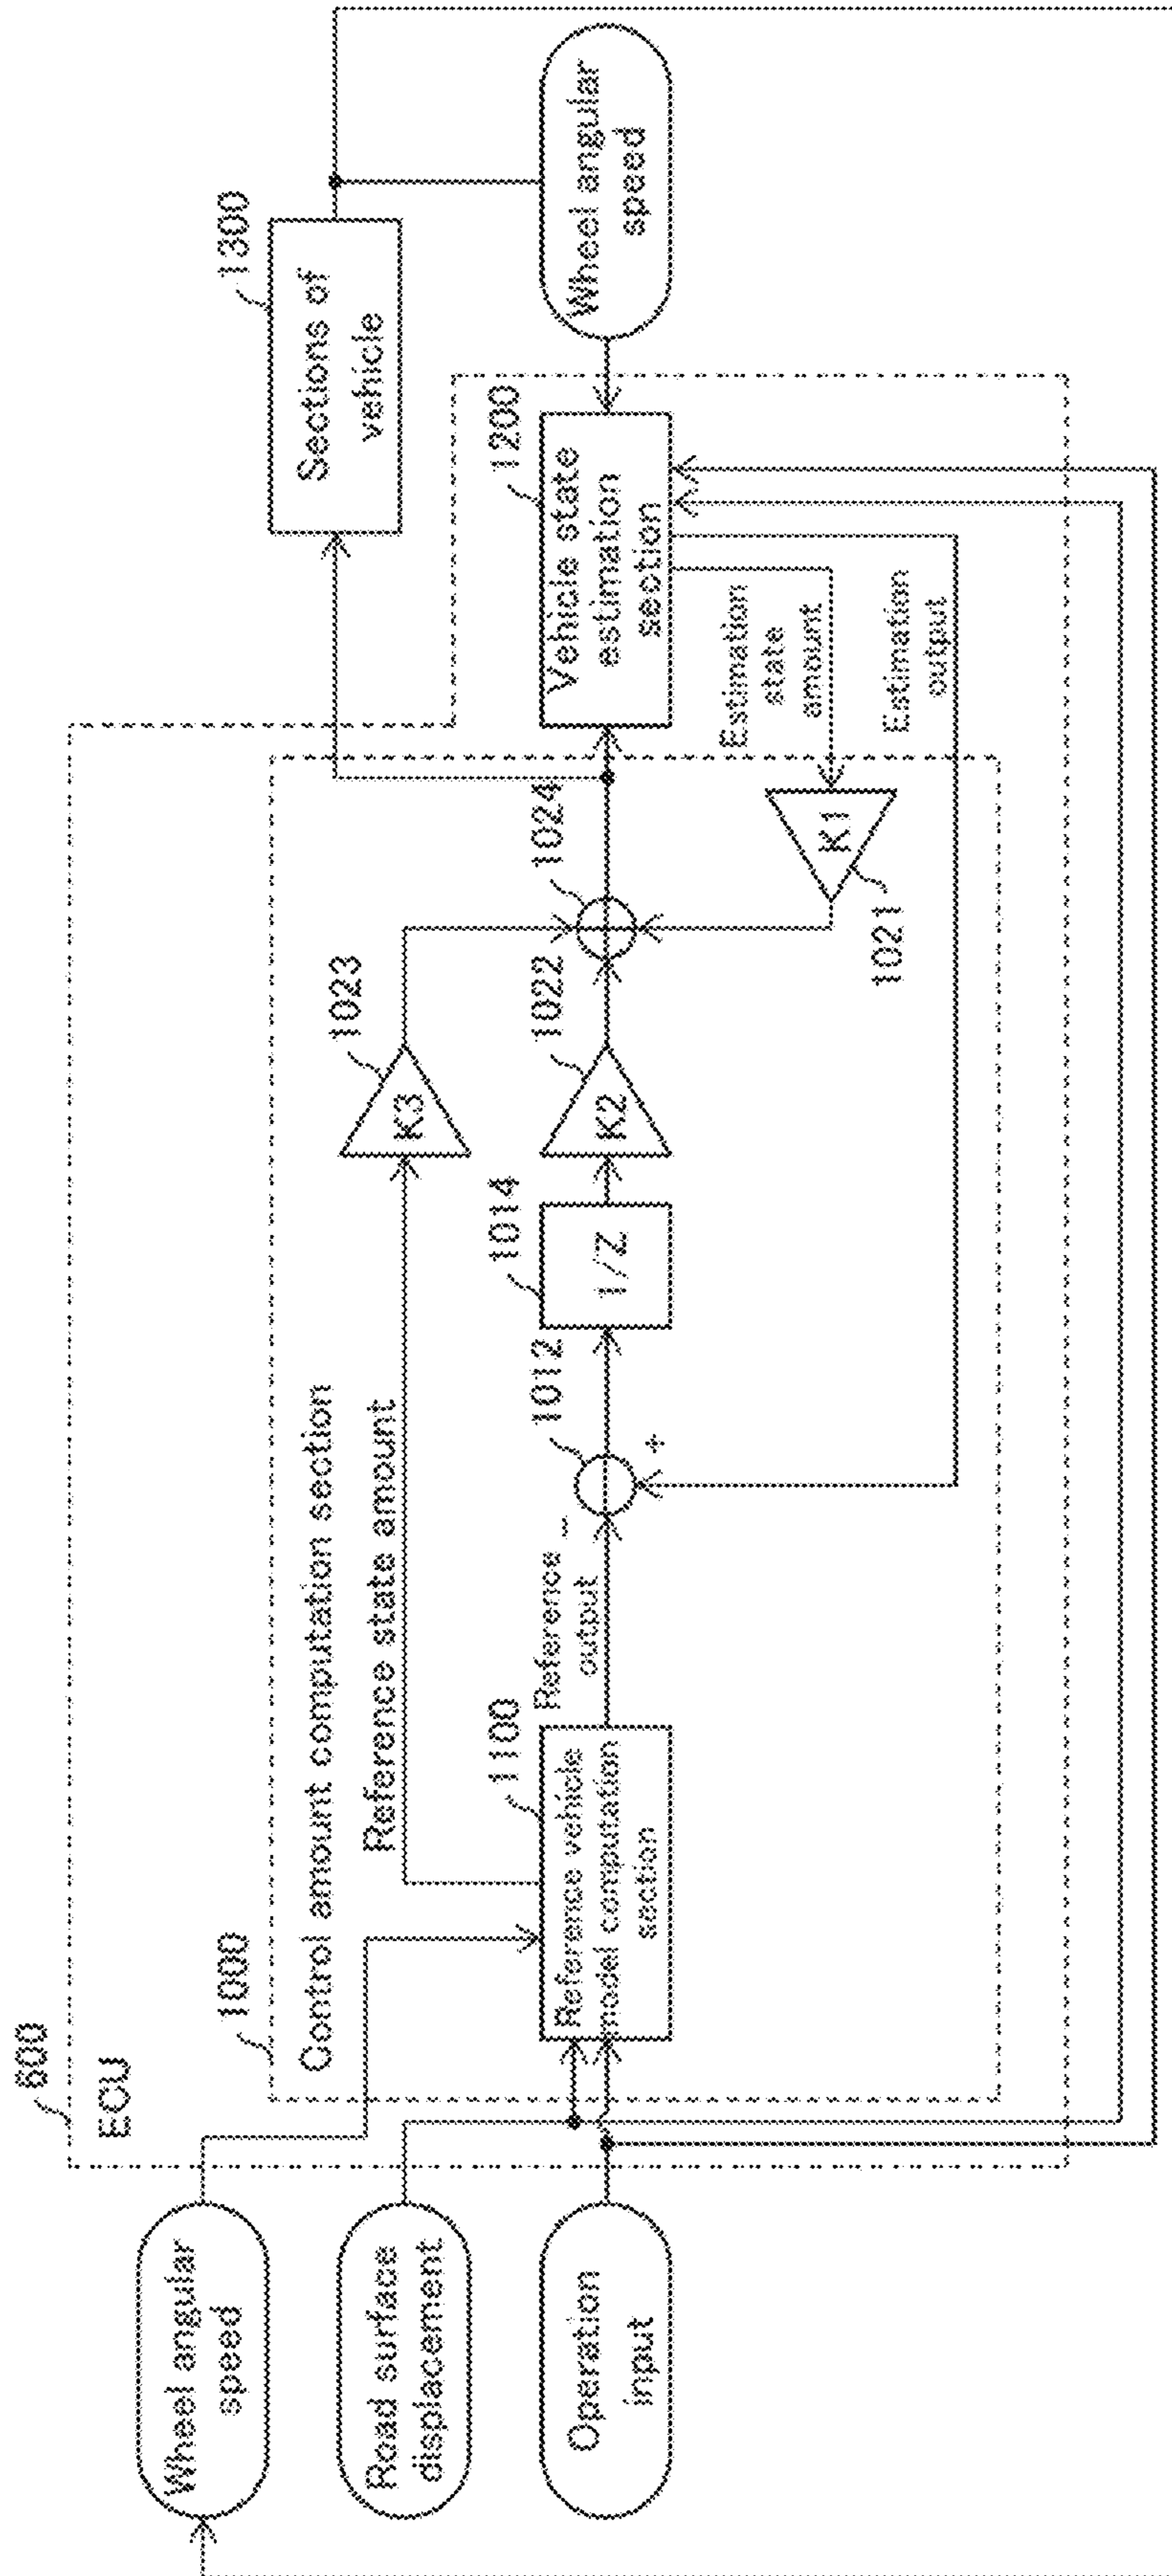 600
ECU
1000
Control amount computation section
Wheel angular
speed
Road surface
displacement
Operation
input
1100
Reference vehicle
model computation
section
Reference state amount
Reference
output
−
+
1012
1014
1/Z
1023
K3
1022
K2
1024
K1
1021
1200
Vehicle state
estimation
section
Estimation
state
amount
Estimation
output
1300
Sections of
vehicle
Wheel angular
speed